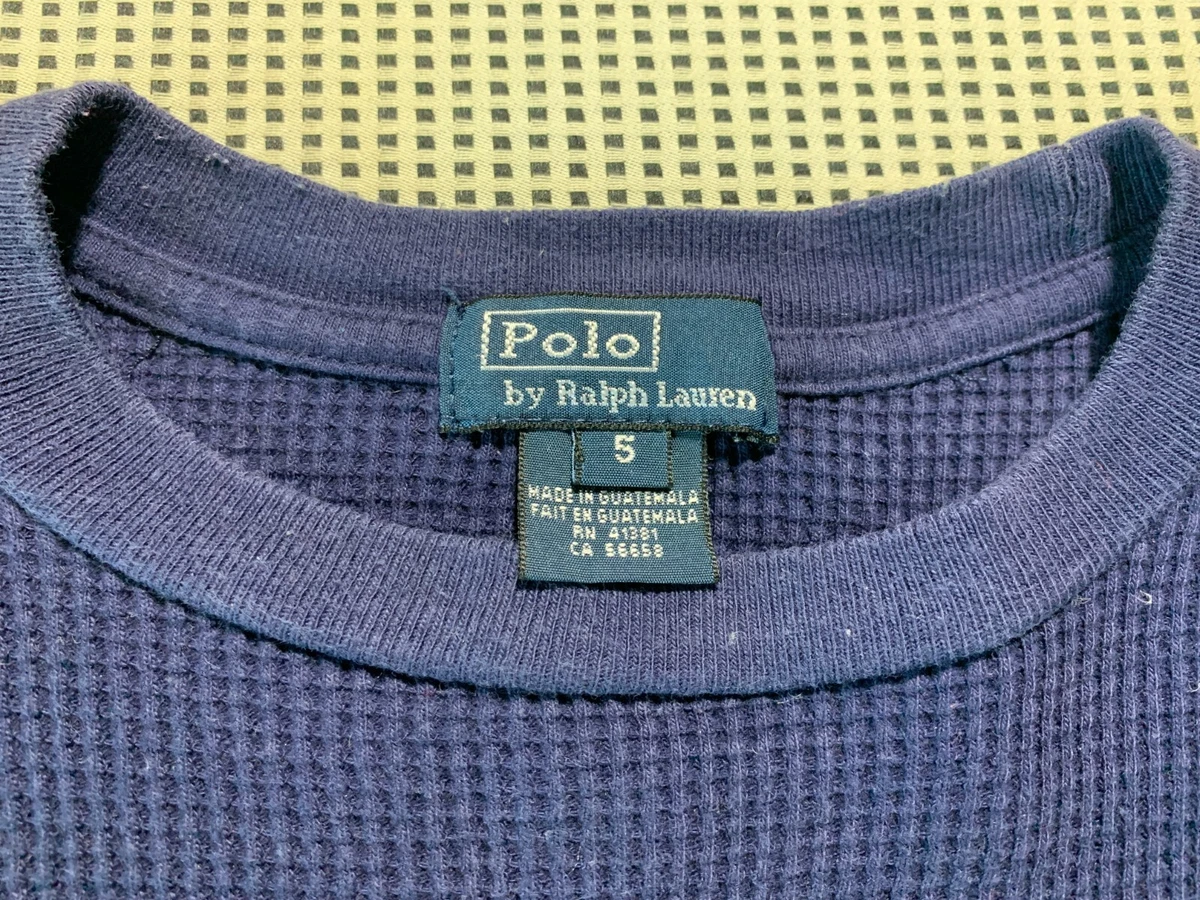 Polo
by Ralph Lauren
5
MADE IN GUATEMALA
FAIT EN GUATEMALA
RN 41381
CA 56658